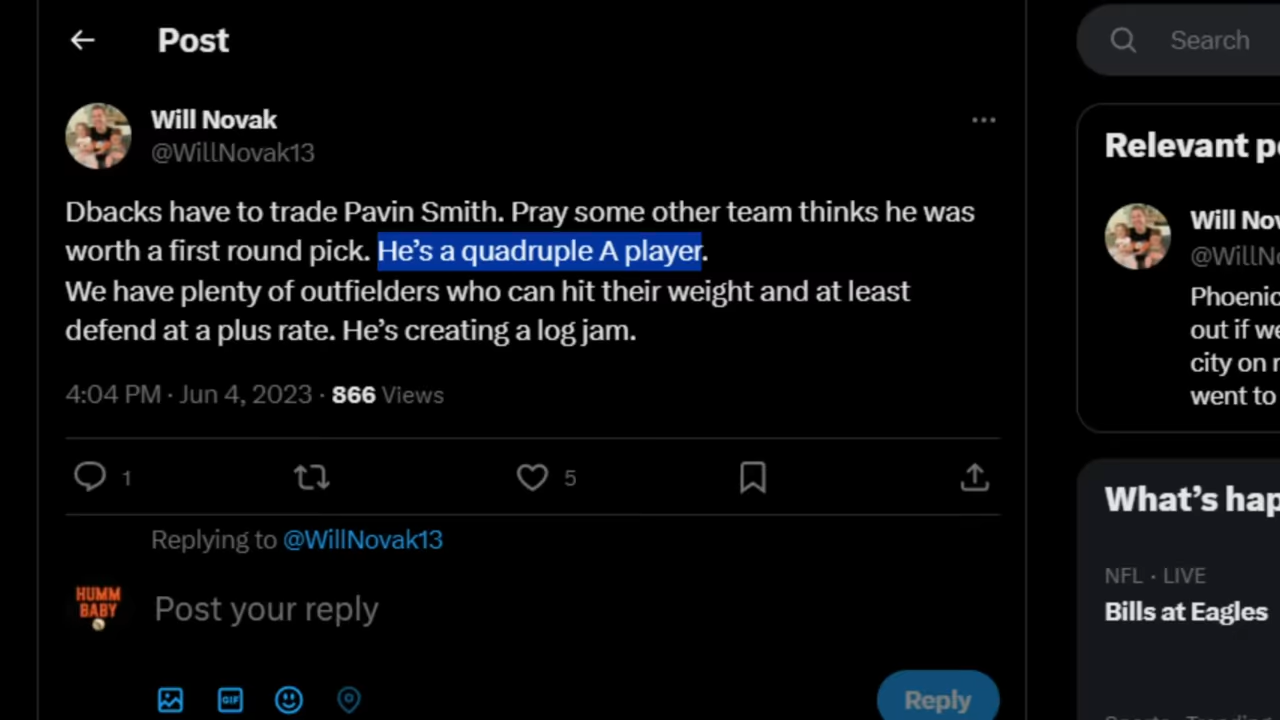 Post
Search
Will Novak
@WillNovak13
Dbacks have to trade Pavin Smith. Pray some other team thinks he was
worth a first round pick. He's a quadruple A player.
We have plenty of outfielders who can hit their weight and at least
defend at a plus rate. He's creating a log jam.
4:04 PM · Jun 4, 2023 · 866 Views
1
5
Replying to @WillNovak13
HUMM
BABY
Post your reply
GIF
Reply
Relevant
Will
Phoenix
out if we
city on
went to
What's
NFL · LIVE
Bills at Eagles